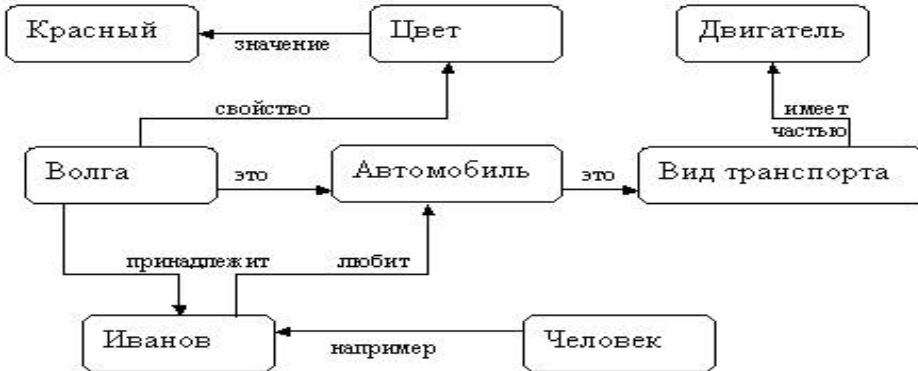 Красный
значение
Цвет
Двигатель
свойство
имеет
частью
Волга
это
Автомобиль
это
Вид транспорта
принадлежит
любит
Иванов
например
Человек